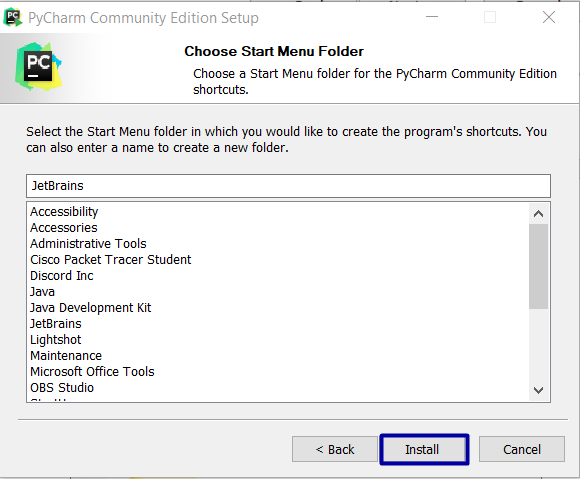 PyCharm Community Edition Setup
PC
Choose Start Menu Folder
Choose a Start Menu folder for the PyCharm Community Edition
shortcuts.
Select the Start Menu folder in which you would like to create the program's shortcuts. You
can also enter a name to create a new folder.
JetBrains
Accessibility
Accessories
Administrative Tools
Cisco Packet Tracer Student
Discord Inc
Java
Java Development Kit
JetBrains
Lightshot
Maintenance
Microsoft Office Tools
OBS Studio
< Back
Install
Cancel